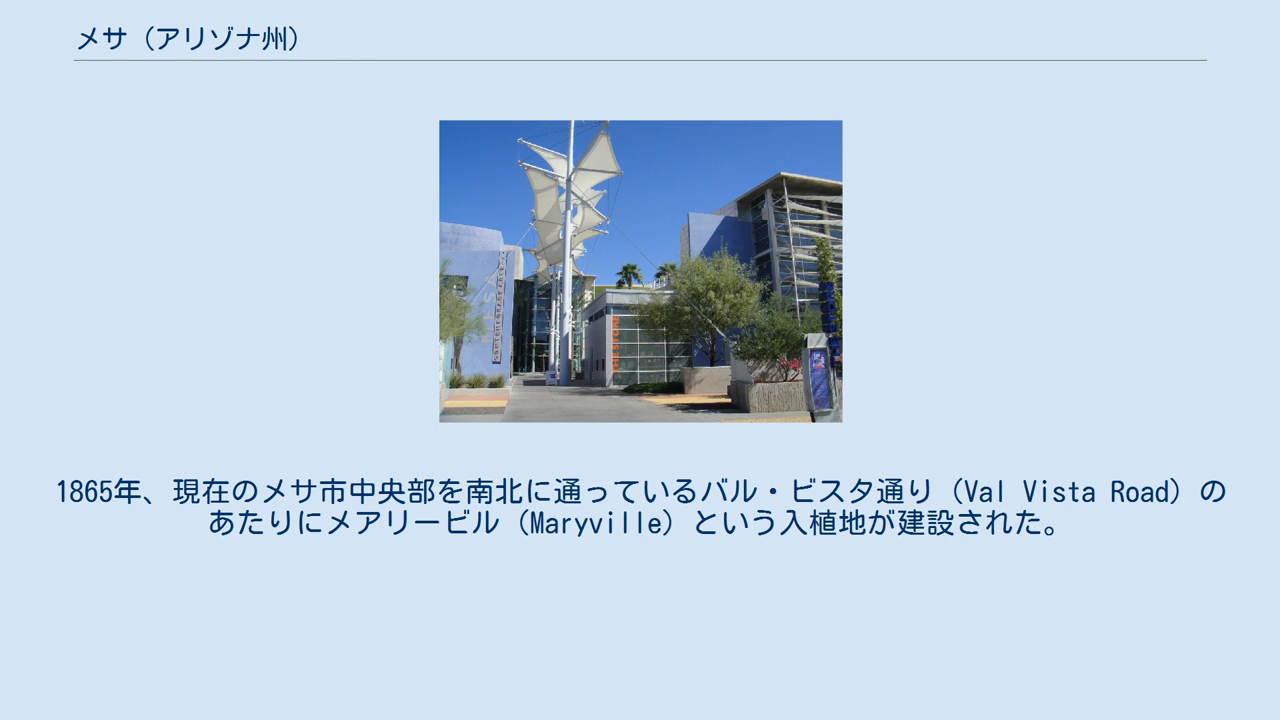 メサ（アリゾナ州）
1865年、現在のメサ市中央部を南北に通っているバル・ビスタ通り（Val Vista Road）の
あたりにメアリービル（Maryville）という入植地が建設された。